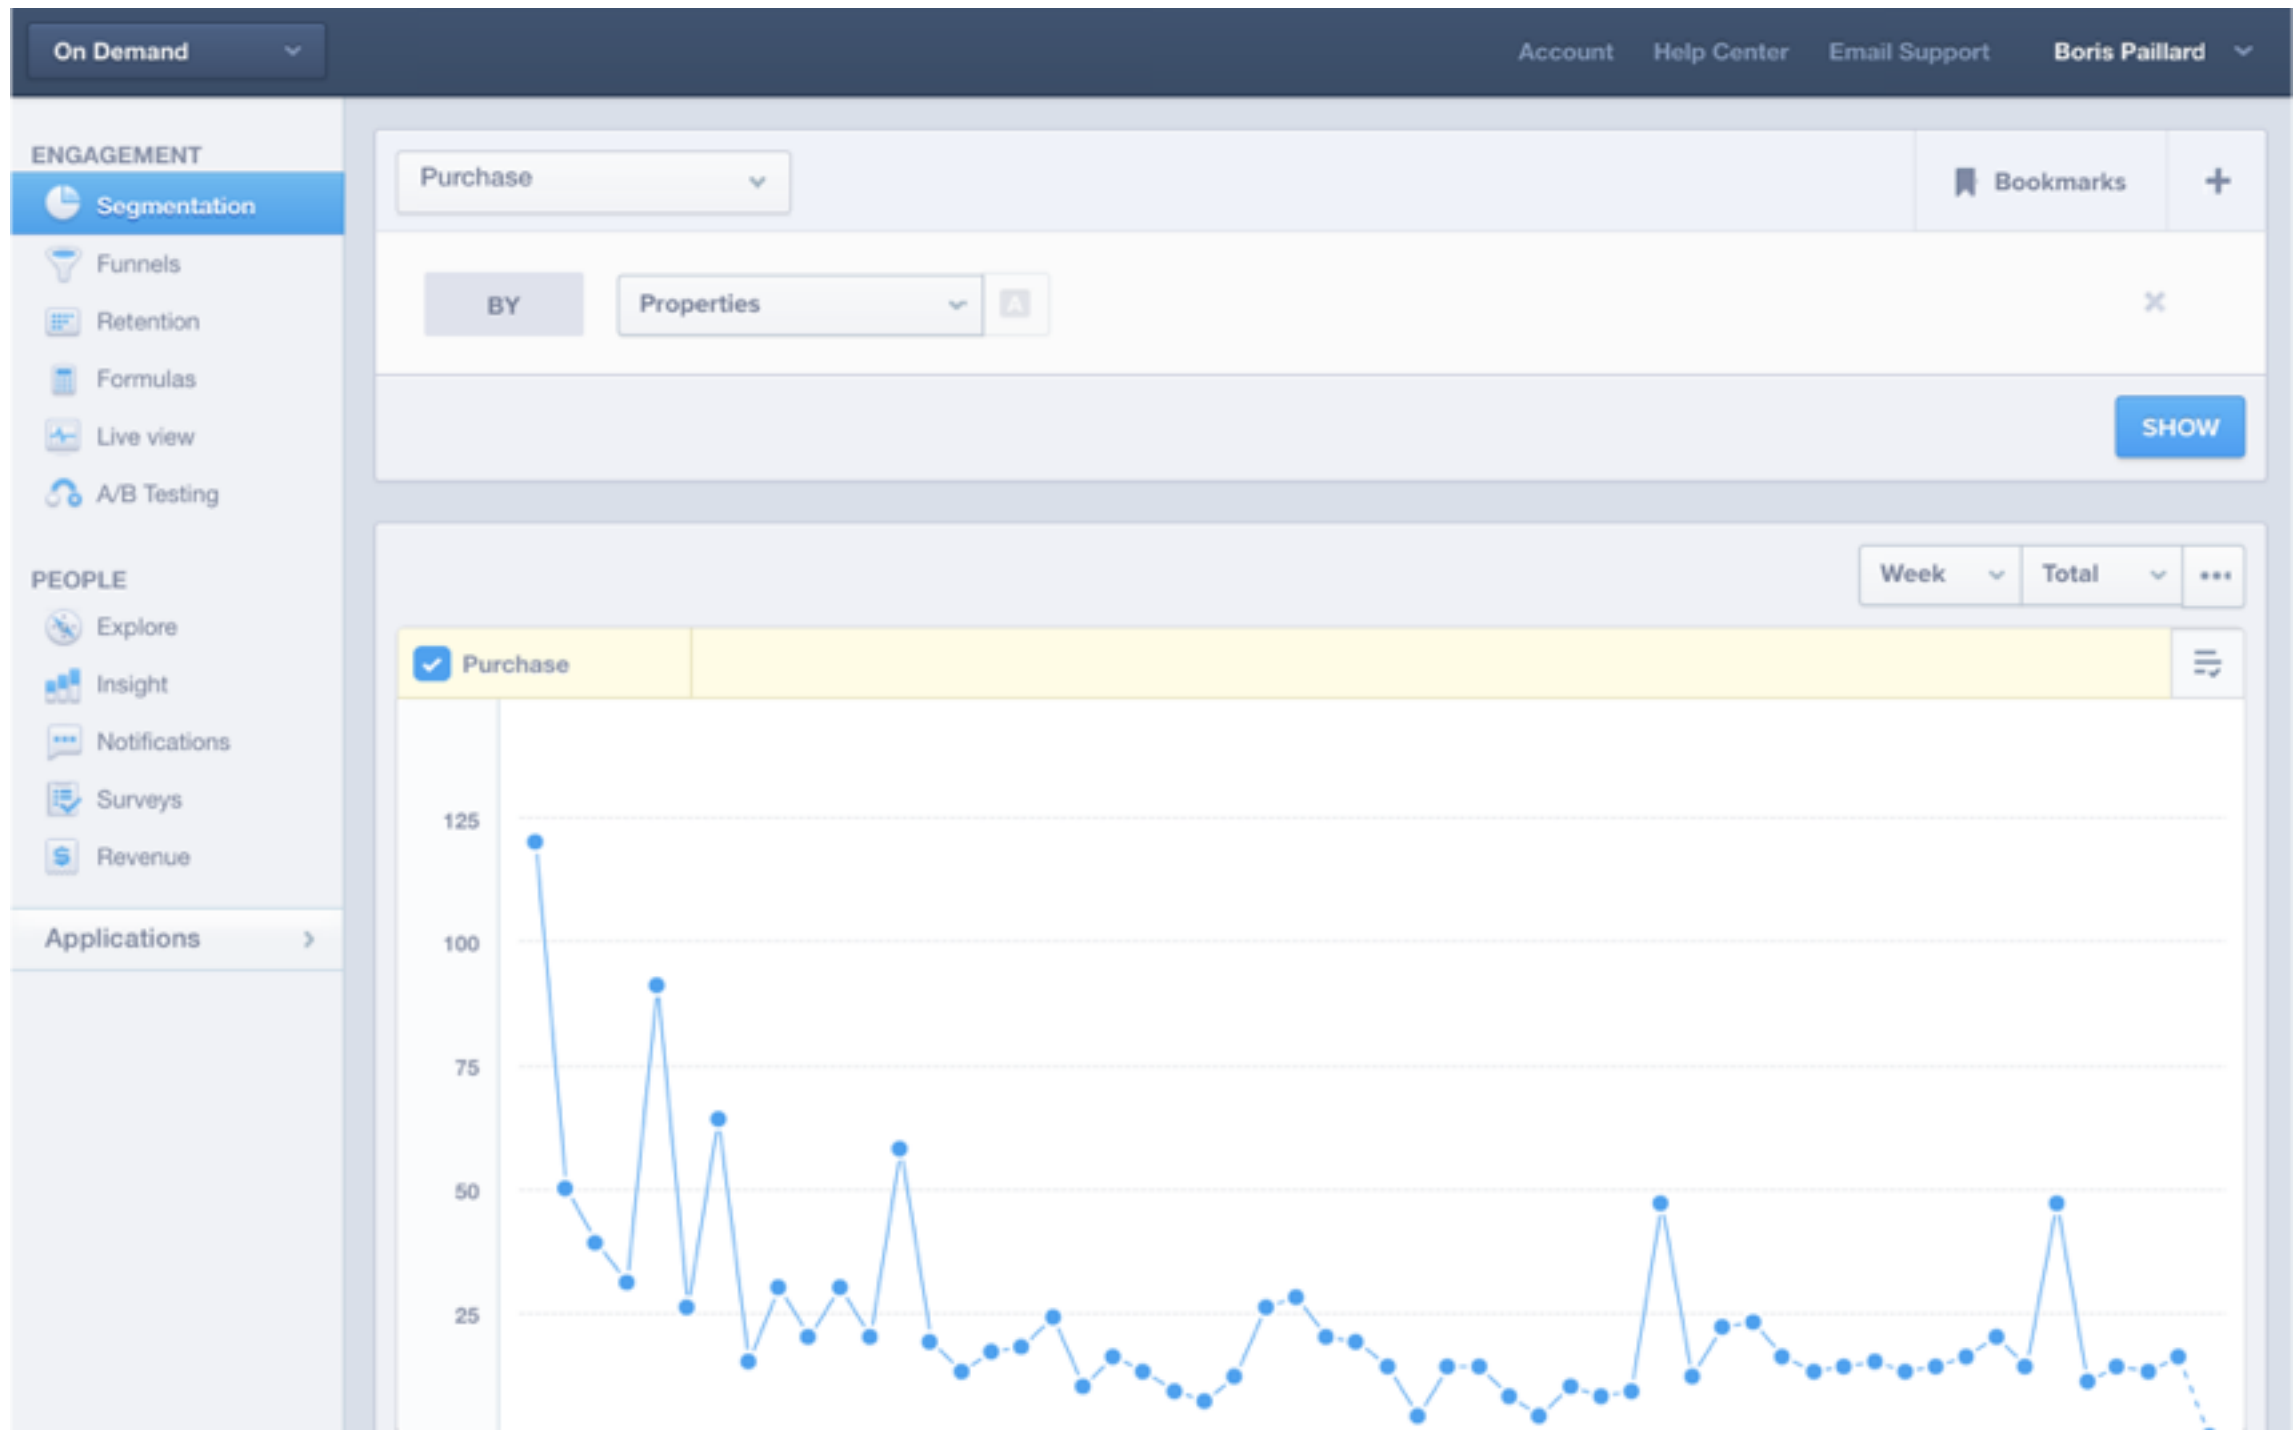 On Demand
Account Help Center Email Support Boris Paillard
ENGAGEMENT
Segmentation
Funnels
Retention
Formulas
Live view
A/B Testing
PEOPLE
Explore
Insight
Notifications
Surveys
Revenue
Applications
Purchase
Bookmarks +
BY Properties A
SHOW
Week Total
Purchase
125
100
75
50
25